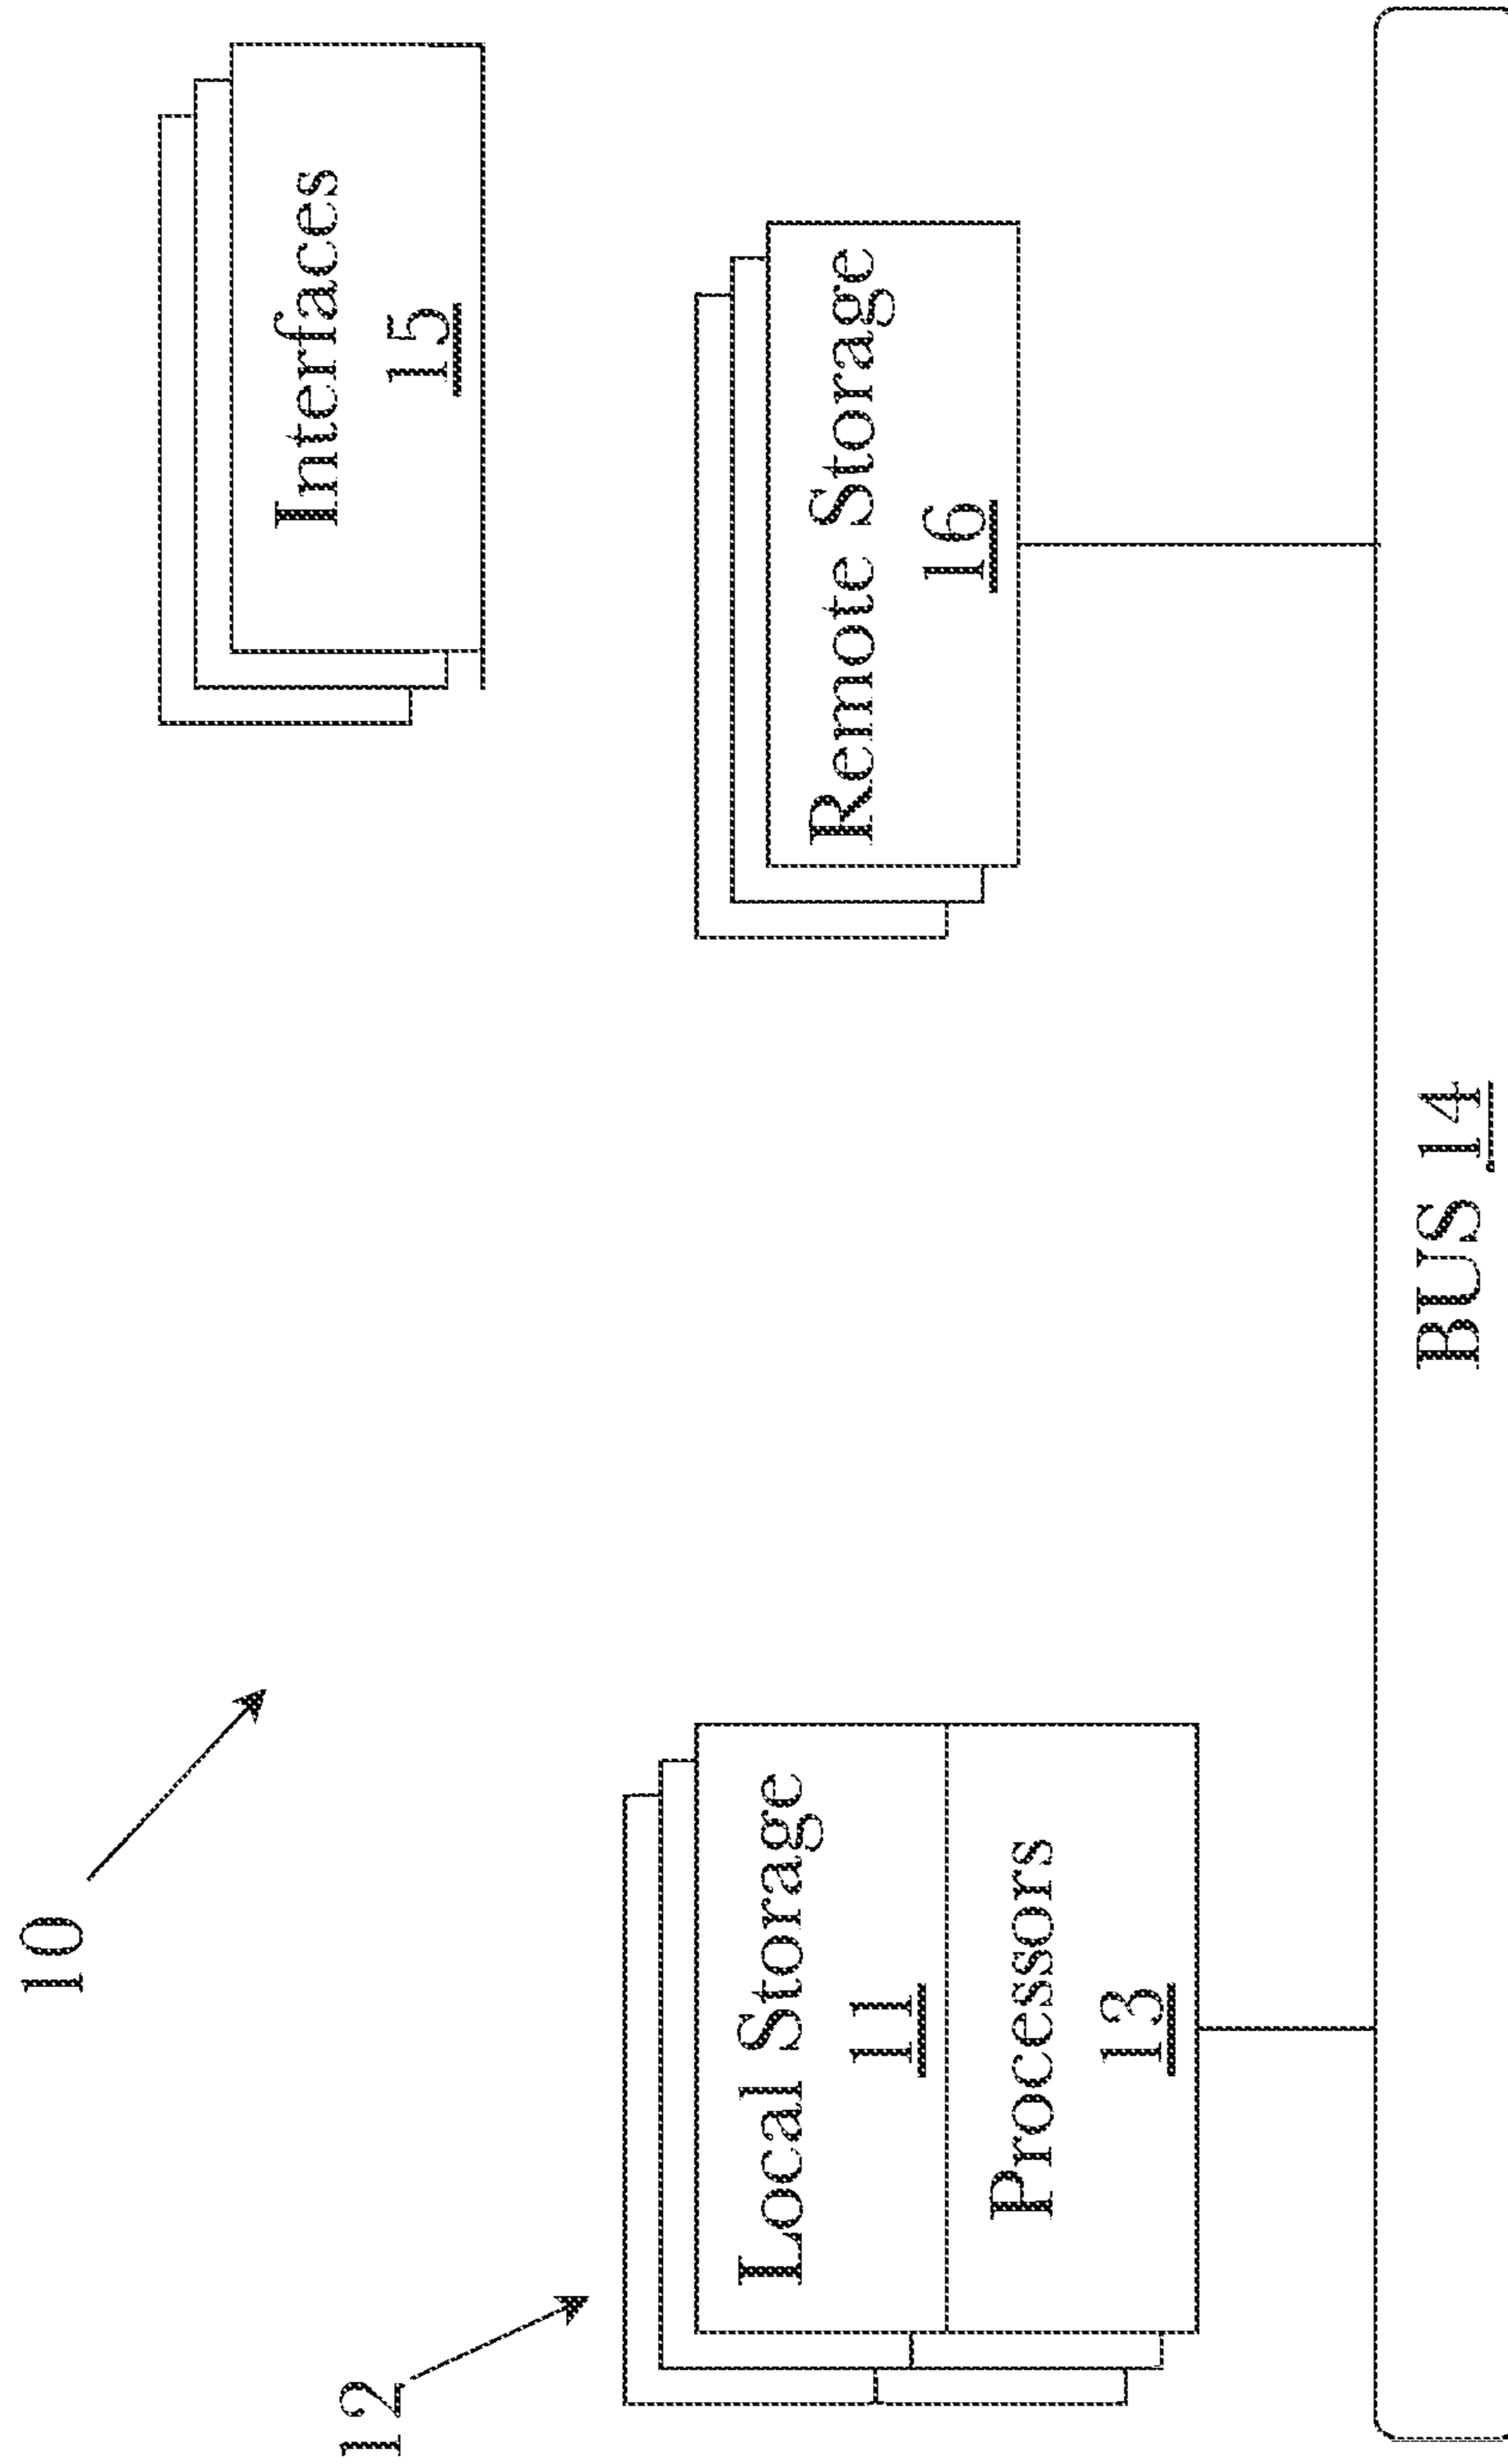 10
12
Interfaces
15
Local Storage
11
Remote Storage
16
Processors
13
BUS 14